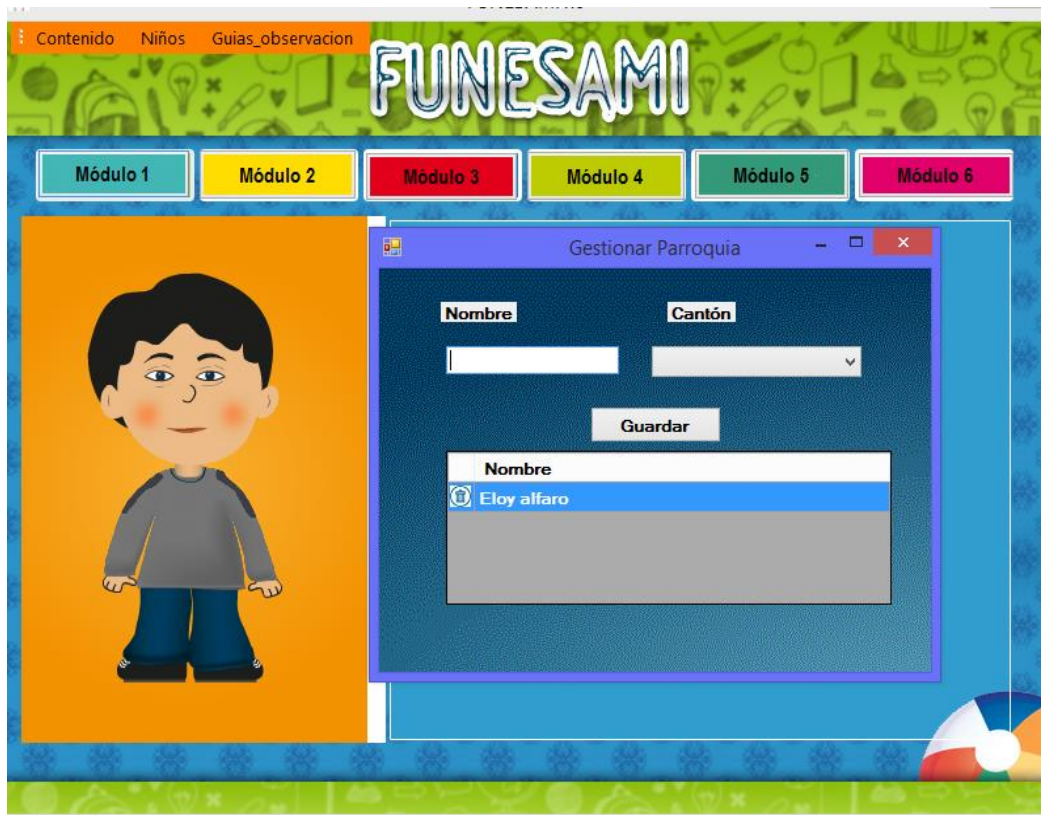 Contenido Niños Guias_observacion
FUNESAMI
Módulo 1 Módulo 2 Módulo 3 Módulo 4 Módulo 5 Módulo 6
Gestionar Parroquia
Nombre Cantón
Guardar
Nombre
Eloy alfaro